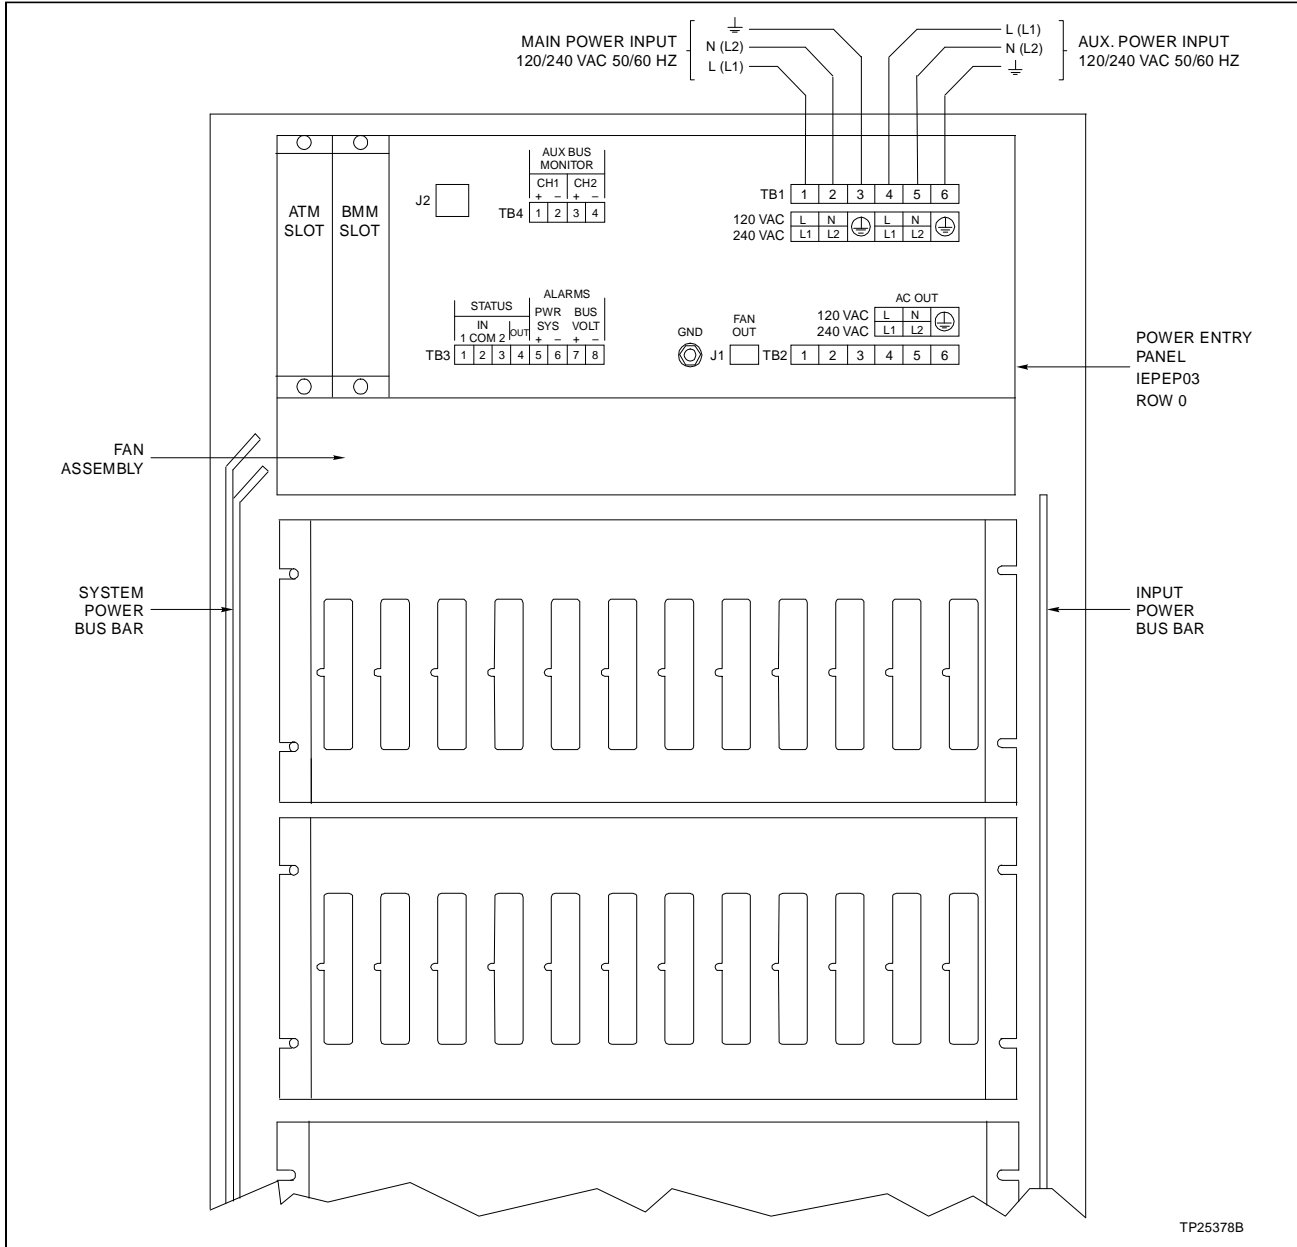 MAIN POWER INPUT
120/240 VAC 50/60 HZ
N (L2)
L (L1)
L (L1)
N (L2)
AUX. POWER INPUT
120/240 VAC 50/60 HZ
ATM
SLOT
BMM
SLOT
J2
AUX BUS
MONITOR
CH1 CH2
+ – + –
TB4 1 2 3 4
TB1 1 2 3 4 5 6
120 VAC L N L N
240 VAC L1 L2 L1 L2
STATUS
IN
1 COM 2 OUT
ALARMS
PWR BUS
SYS VOLT
+ – + –
TB3 1 2 3 4 5 6 7 8
GND
FAN
OUT
J1
AC OUT
120 VAC L N
240 VAC L1 L2
TB2 1 2 3 4 5 6
POWER ENTRY
PANEL
IEPEP03
ROW 0
FAN
ASSEMBLY
SYSTEM
POWER
BUS BAR
INPUT
POWER
BUS BAR
TP25378B